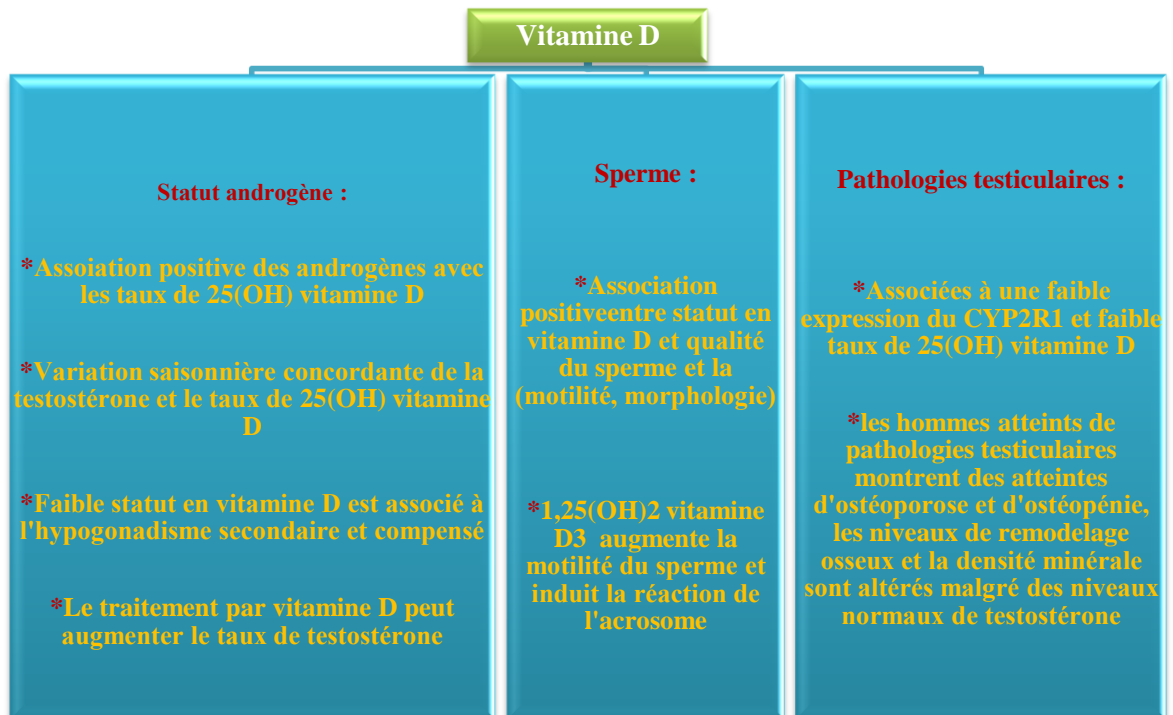 Vitamine D
Statut androgène :
*Assoiation positive des androgènes avec
les taux de 25(OH) vitamine D
*Variation saisonnière concordante de la
testostérone et le taux de 25(OH) vitamine
D
*Faible statut en vitamine D est associé à
l'hypogonadisme secondaire et compensé
*Le traitement par vitamine D peut
augmenter le taux de testostérone
Sperme :
*Association
positiveentre statut en
vitamine D et qualité
du sperme et la
(motilité, morphologie)
*1,25(OH)2 vitamine
D3 augmente la
motilité du sperme et
induit la réaction de
l'acrosome
Pathologies testiculaires :
*Associées à une faible
expression du CYP2R1 et faible
taux de 25(OH) vitamine D
*les hommes atteints de
pathologies testiculaires
montrent des atteintes
d'ostéoporose et d'ostéopénie,
les niveaux de remodelage
osseux et la densité minérale
sont altérés malgré des niveaux
normaux de testostérone